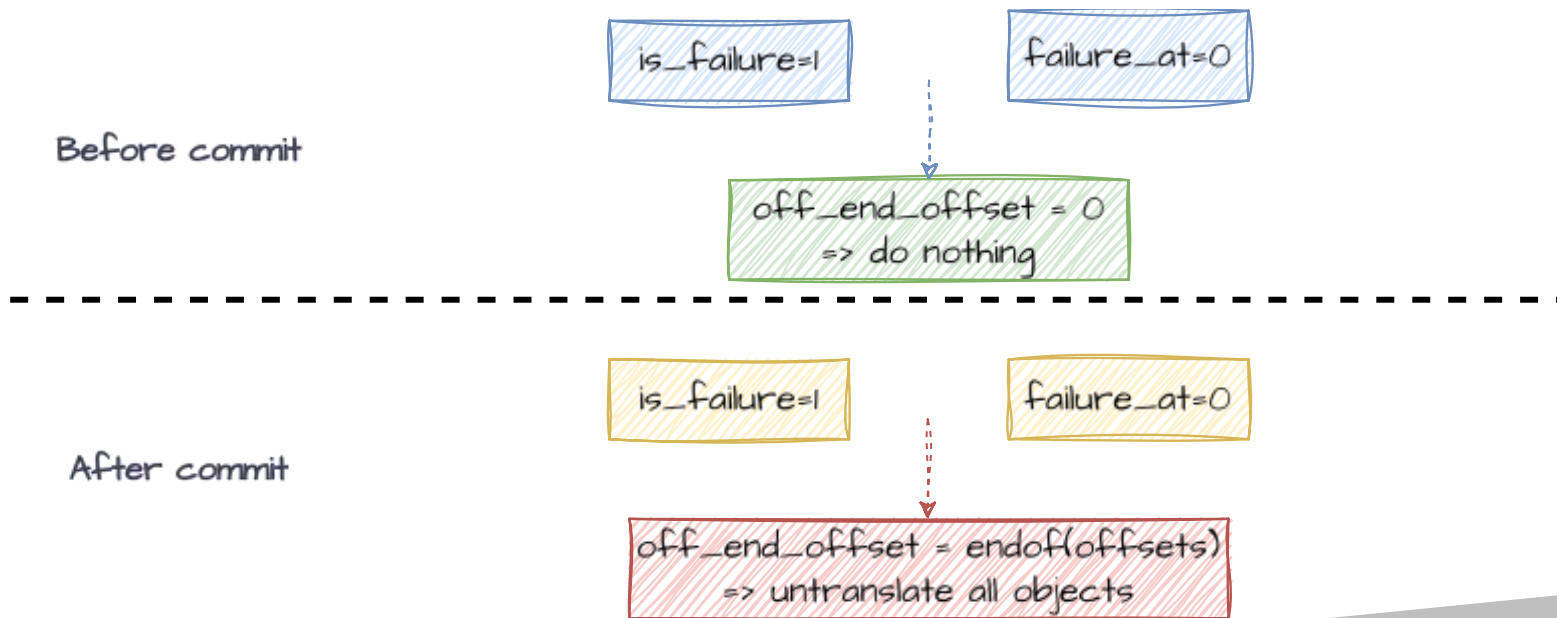 is_failure=1
failure_at=0
Before commit
off_end_offset = 0
=> do nothing
is_failure=1
failure_at=0
After commit
off_end_offset = endof(offsets)
=> untranslate all objects